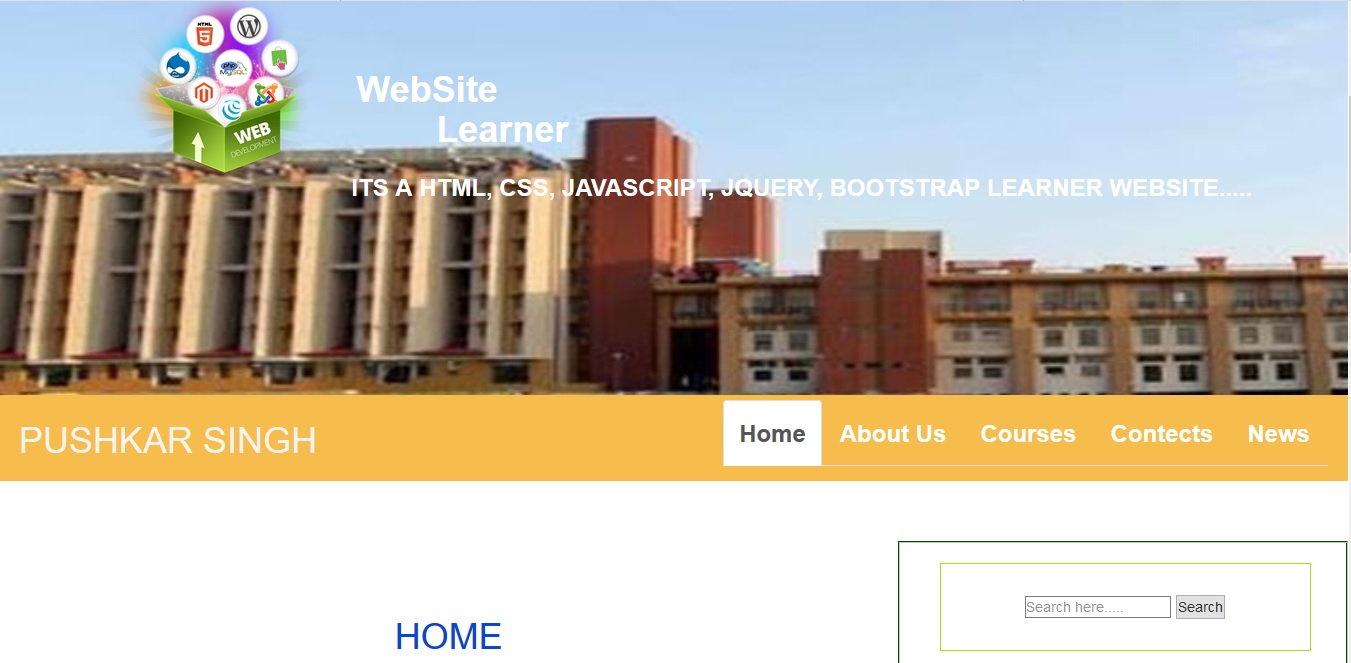 HTML
5
php
MySQL
WEB
DEVELOPMENT
WebSite
Learner
ITS A HTML, CSS, JAVASCRIPT, JQUERY, BOOTSTRAP LEARNER WEBSITE.....
PUSHKAR SINGH
Home About Us Courses Contects News
Search here..... Search
HOME